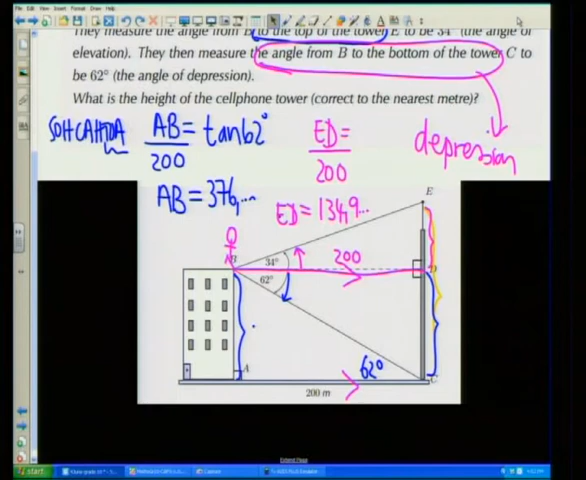 They measure the angle from B to the top of the tower E to be 34° (the angle of
elevation). They then measure the angle from B to the bottom of the tower C to
be 62° (the angle of depression).
What is the height of the cellphone tower (correct to the nearest metre)?
SOHCAHTOA
AB = tan62°
200
AB = 376,...
ED =
200
ED = 134,9...
depression
E
34°
200
B
D
62°
A
62°
C
200 m
Extend Page
start